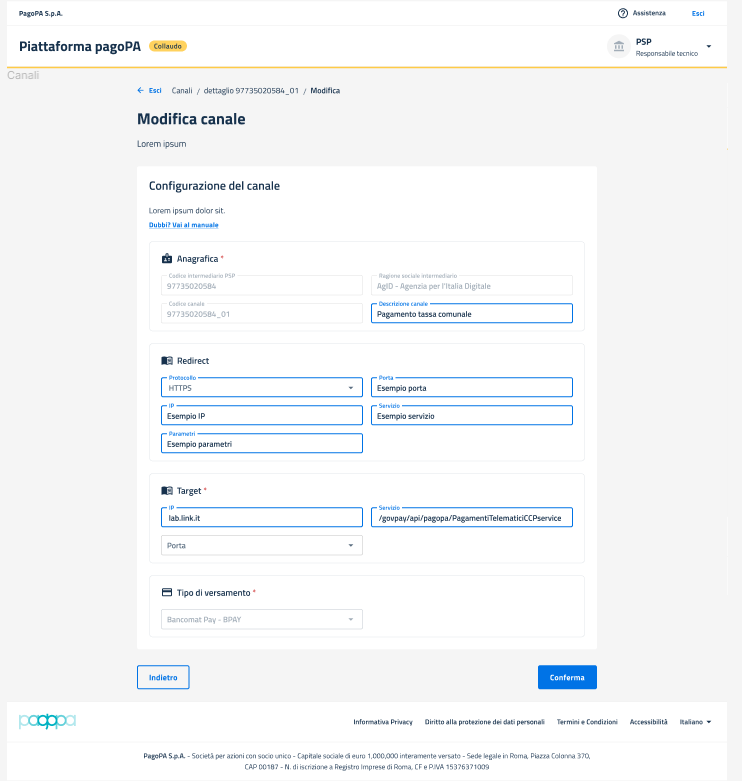 PagoPA S.p.A.
Assistenza
Esci
Piattaforma pagoPA
Collaudo
PSP
Responsabile tecnico
Canali
Esci Canali / dettaglio 97735020584_01 / Modifica
Modifica canale
Lorem ipsum
Configurazione del canale
Lorem ipsum dolor sit.
Dubbi? Vai al manuale
Anagrafica *
Codice intermediario PSP
97735020584
Ragione sociale intermediario
AgID - Agenzia per l'Italia Digitale
Codice canale
97735020584_01
Descrizione canale
Pagamento tassa comunale
Redirect
Protocollo
HTTPS
Porta
Esempio porta
IP
Esempio IP
Servizio
Esempio servizio
Parametri
Esempio parametri
Target *
IP
lab.link.it
Servizio
/govpay/api/pagopa/PagamentiTelematiciCCPservice
Porta
Tipo di versamento *
Bancomat Pay - BPAY
Indietro
Conferma
pagopa
Informativa Privacy
Diritto alla protezione dei dati personali
Termini e Condizioni
Accessibilità
Italiano
PagoPA S.p.A. - Società per azioni con socio unico - Capitale sociale di euro 1,000,000 interamente versato - Sede legale in Roma, Piazza Colonna 370,
CAP 00187 - N. di iscrizione a Registro Imprese di Roma, CF e P.IVA 15376371009